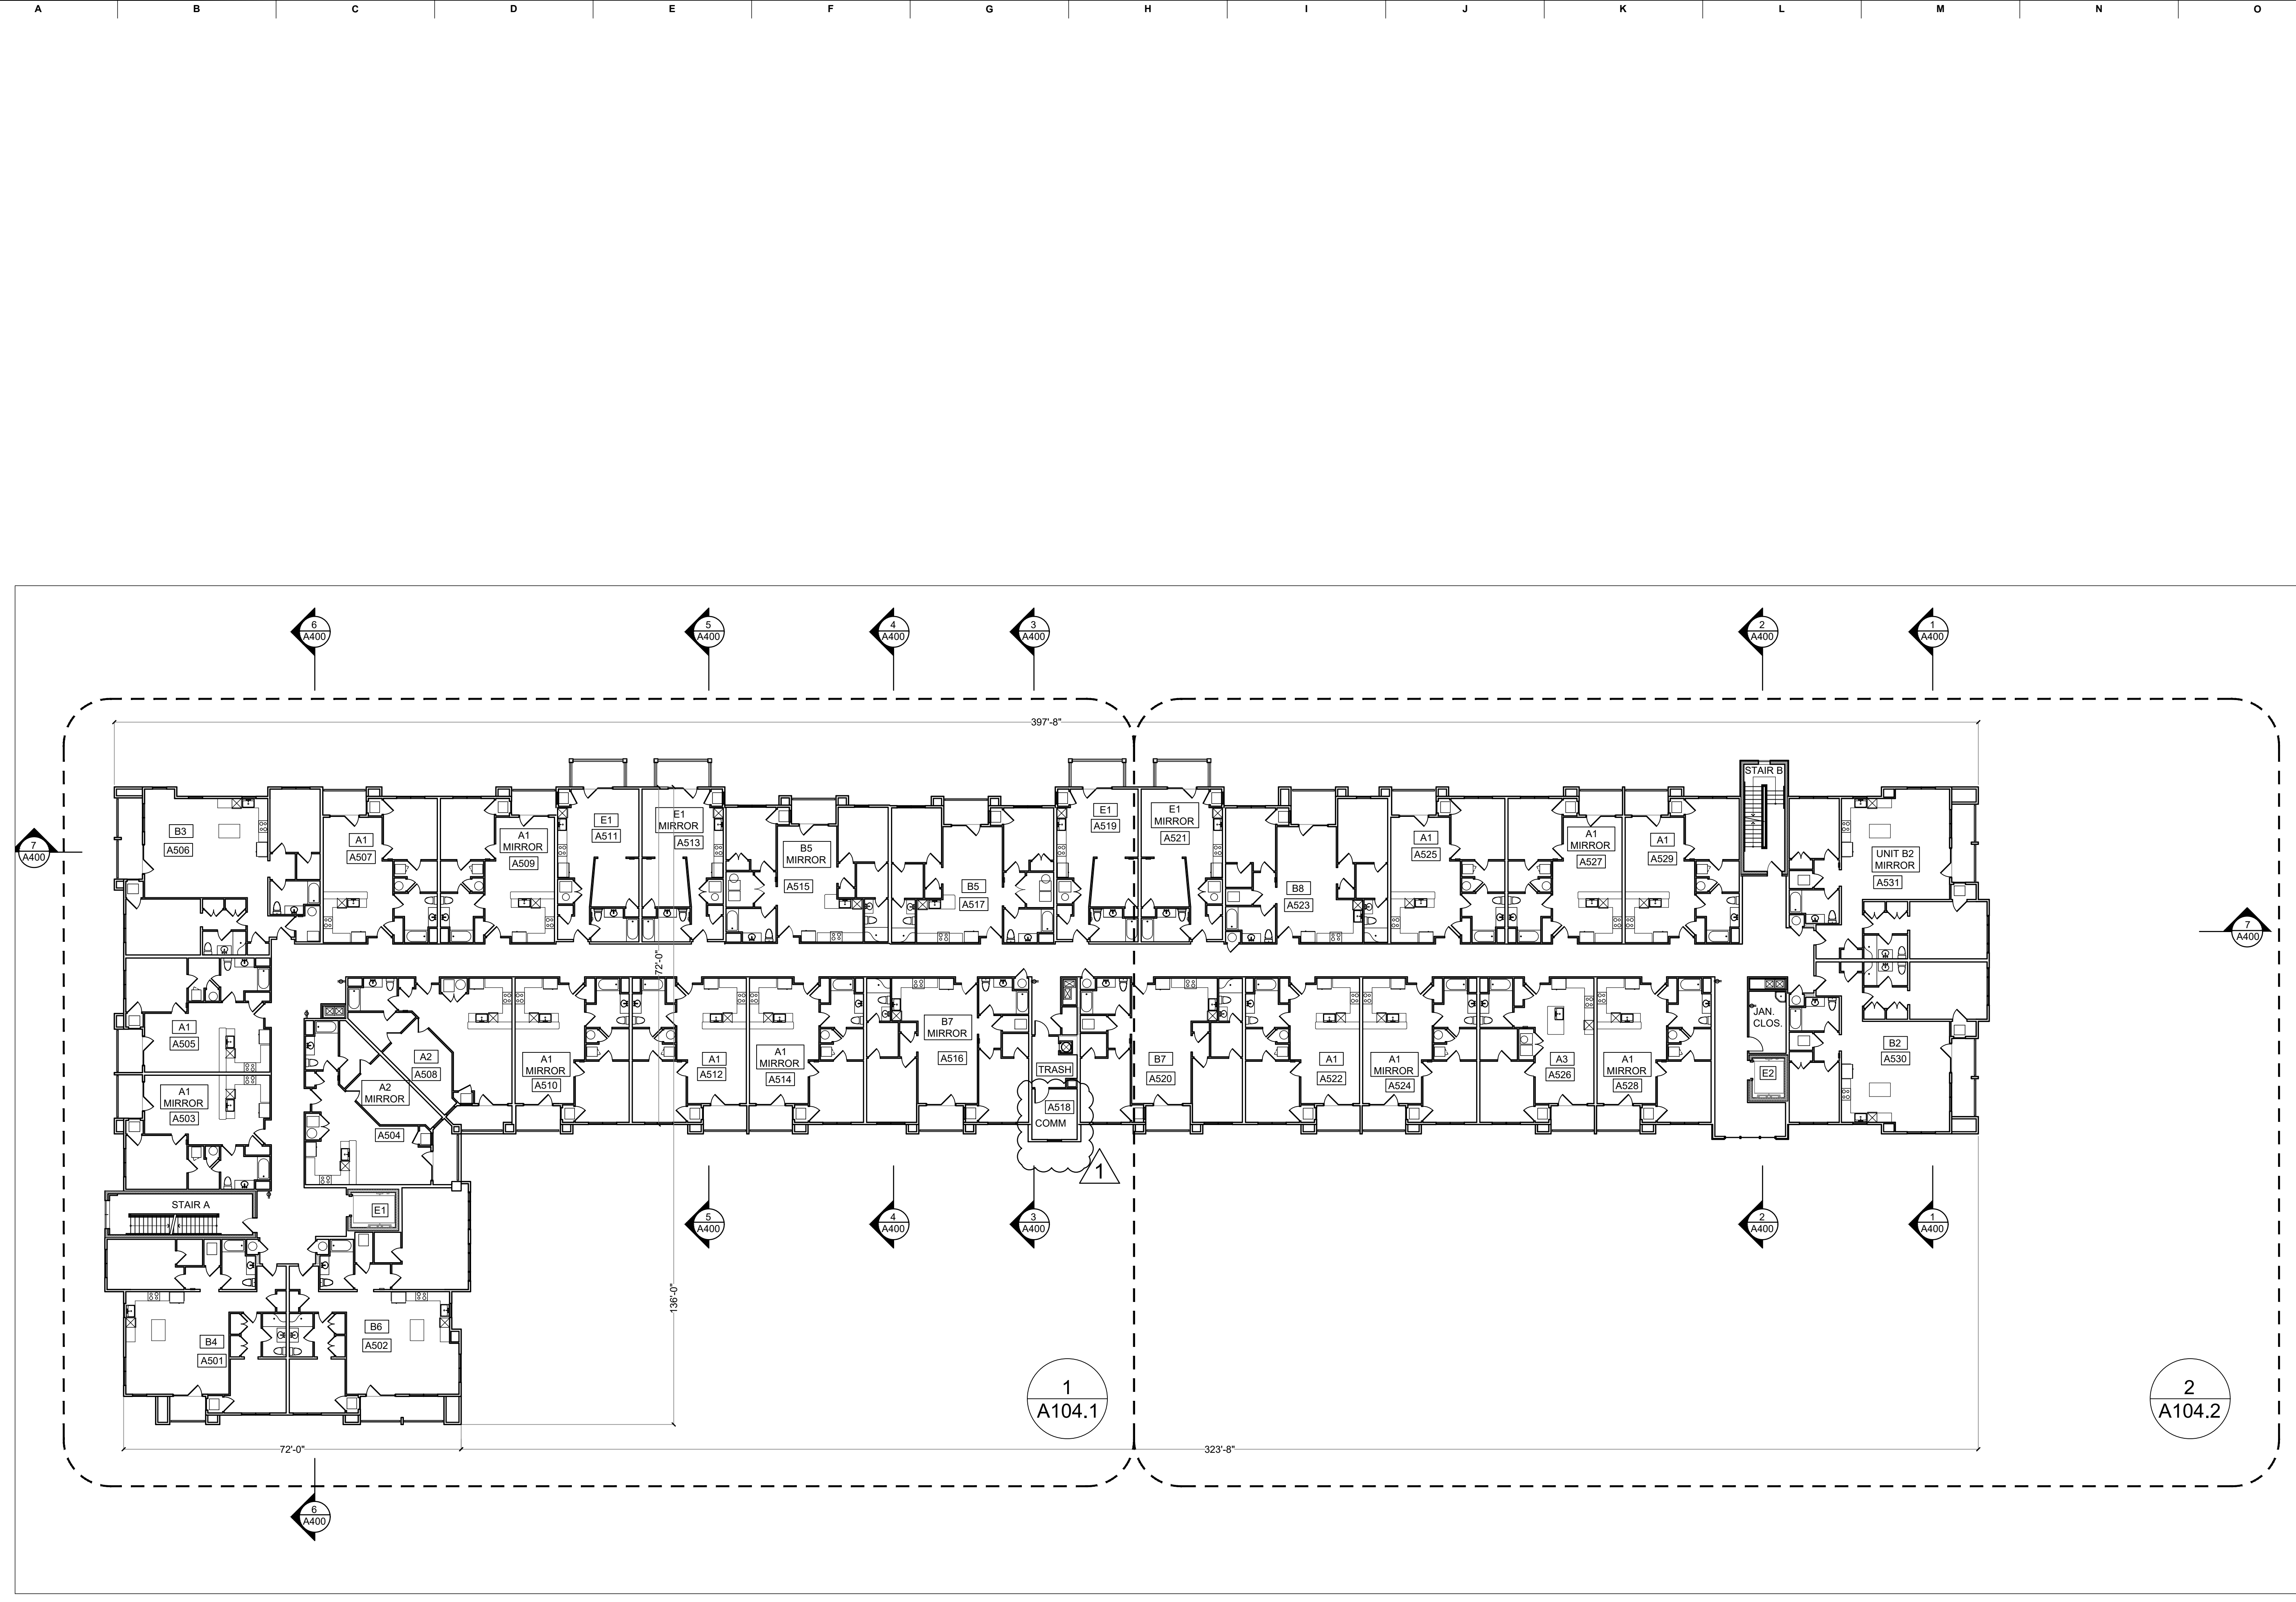 A B C D E F G H I J K L M N O
6
A400
5
A400
4
A400
3
A400
2
A400
1
A400
397'-8"
7
A400
B3
A506
A1
A507
A1
MIRROR
A509
E1
A511
E1
MIRROR
A513
B5
MIRROR
A515
B5
A517
E1
A519
E1
MIRROR
A521
B8
A523
A1
A525
A1
MIRROR
A527
A1
A529
STAIR B
UNIT B2
MIRROR
A531
7
A400
72'-0"
A1
A505
A1
MIRROR
A503
A2
A508
A2
MIRROR
A504
A1
MIRROR
A510
A1
A512
A1
MIRROR
A514
B7
MIRROR
A516
TRASH
A518
COMM
1
B7
A520
A1
A522
A1
MIRROR
A524
A3
A526
A1
MIRROR
A528
JAN.
CLOS.
E2
B2
A530
STAIR A
E1
5
A400
4
A400
3
A400
2
A400
1
A400
136'-0"
B4
A501
B6
A502
1
A104.1
2
A104.2
72'-0"
323'-8"
6
A400